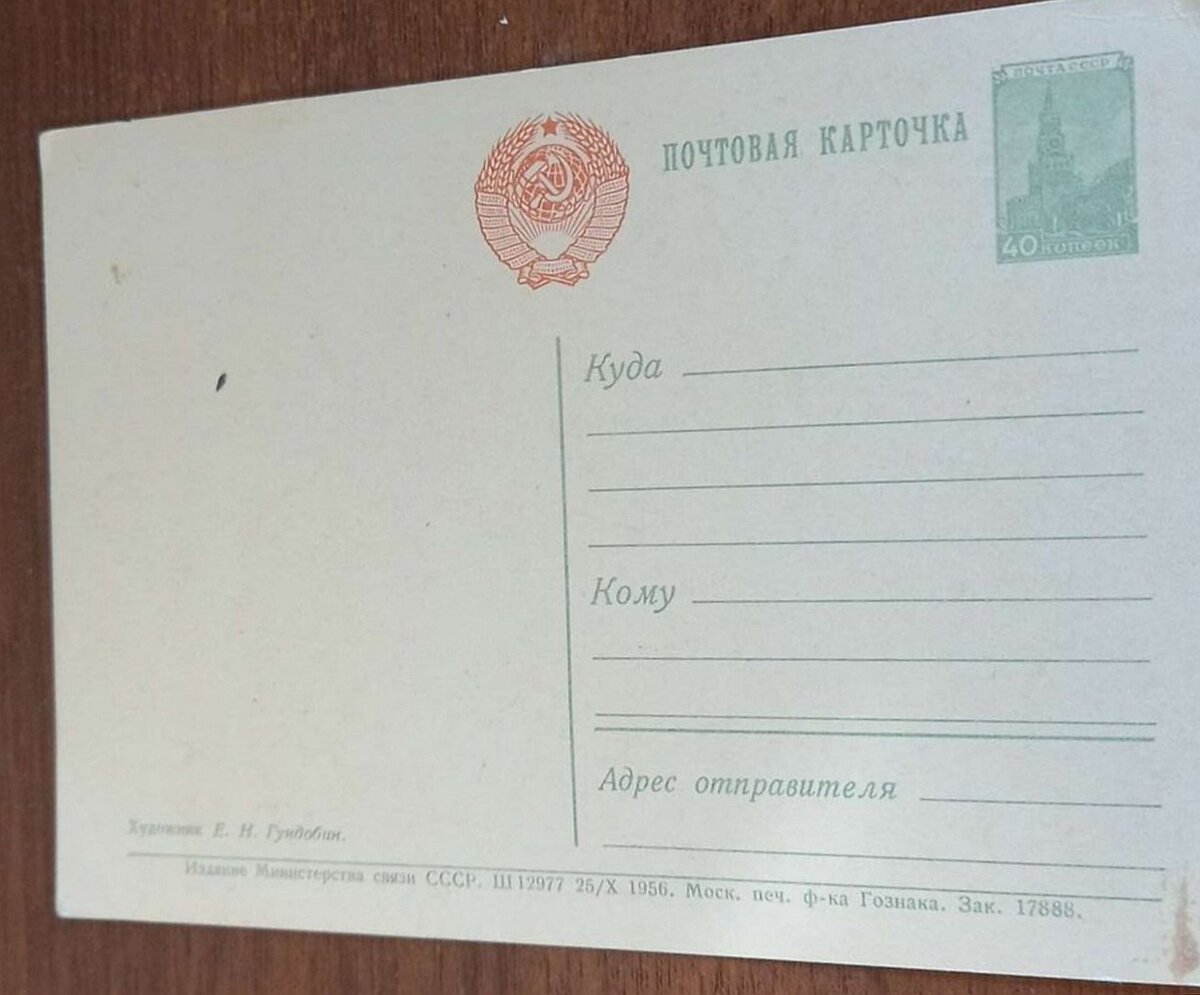 ПОЧТА СССР
ПОЧТОВАЯ КАРТОЧКА
40 копеек
Куда
Кому
Адрес отправителя
Художник Е. Н. Гундобин.
Издание Министерства связи СССР. Ш12977 25/X 1956. Моск. печ. ф-ка Гознака. Зак. 17888.